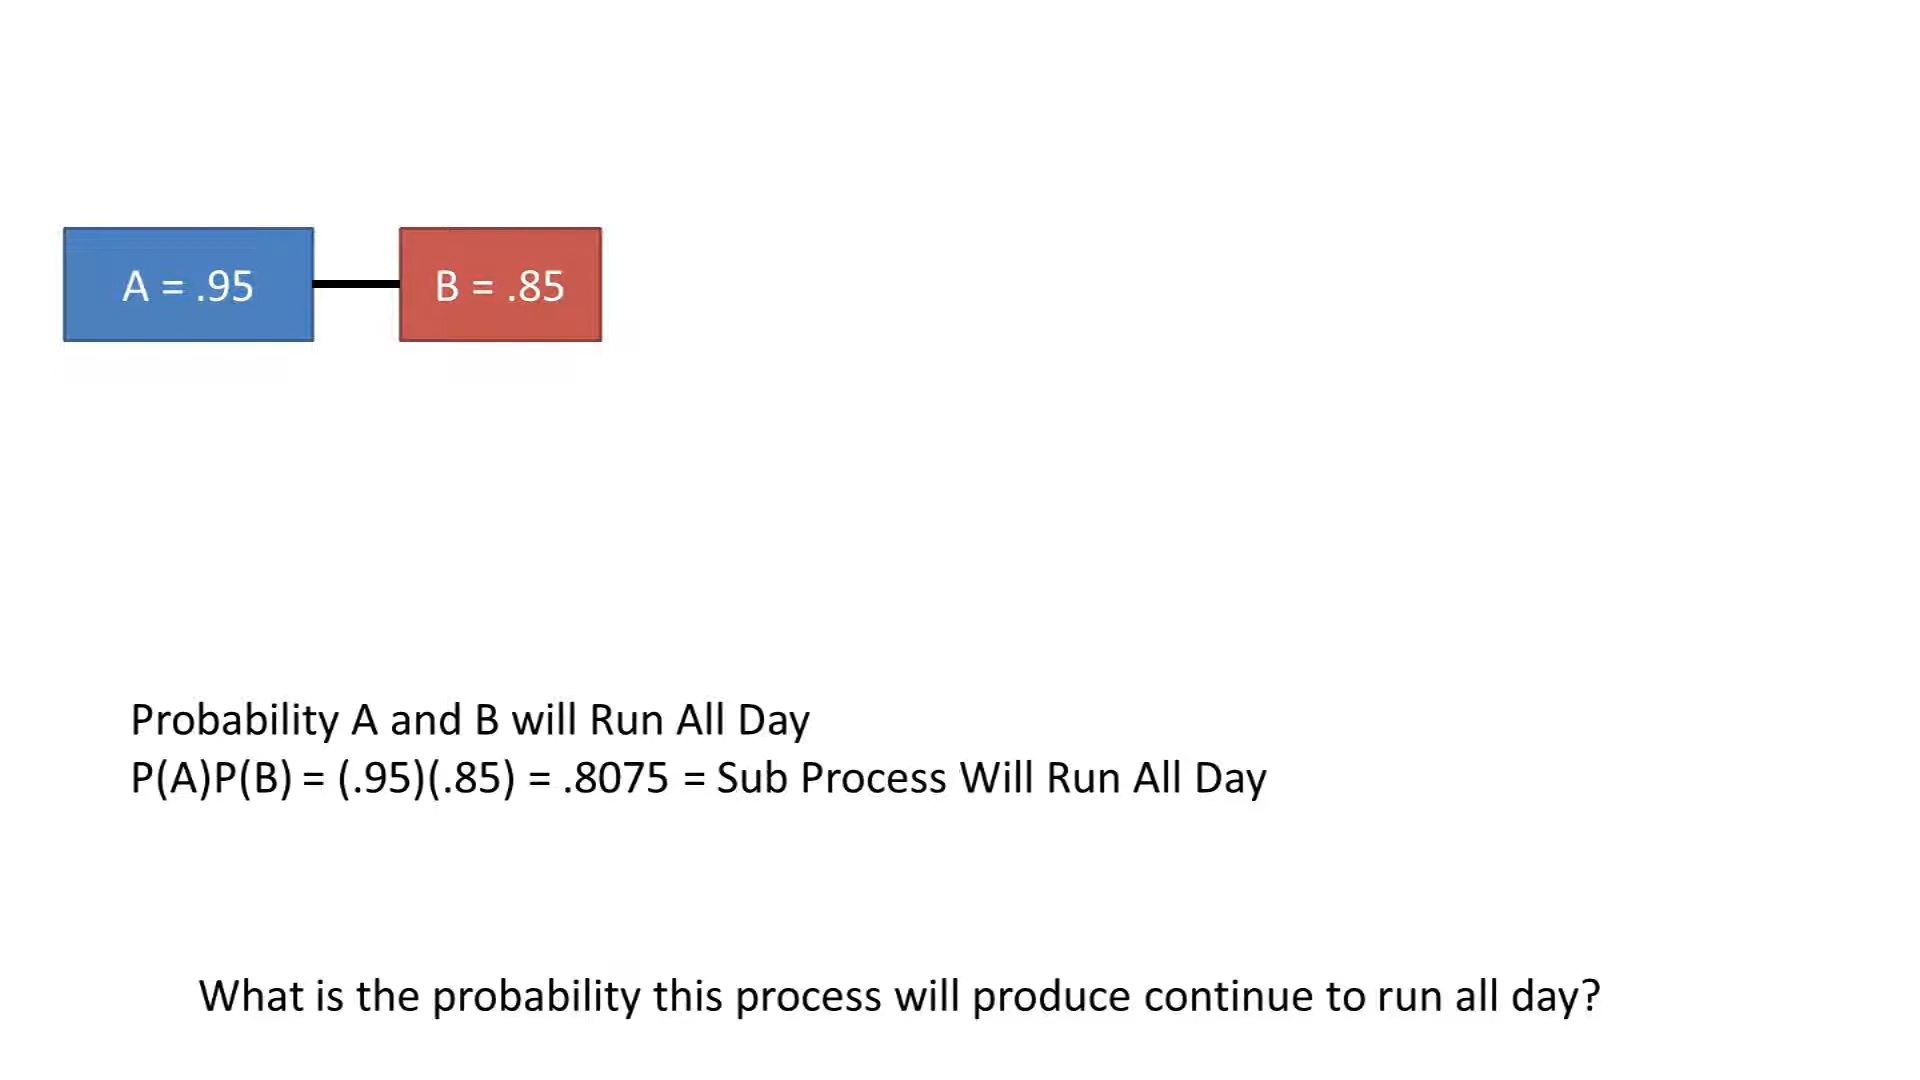 A = .95
B = .85
Probability A and B will Run All Day
P(A)P(B) = (.95)(.85) = .8075 = Sub Process Will Run All Day
What is the probability this process will produce continue to run all day?